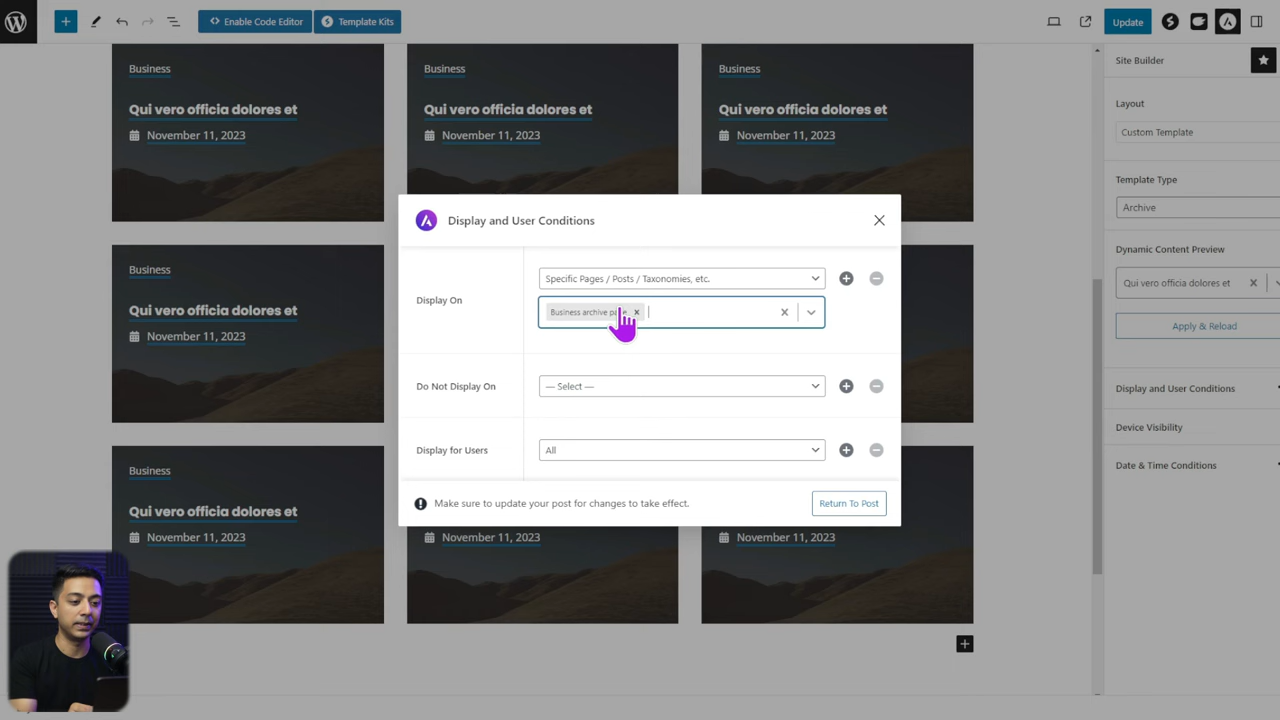 Enable Code Editor
Template Kits
Update
Business
Business
Business
Qui vero officia dolores et
Qui vero officia dolores et
Qui vero officia dolores et
November 11, 2023
November 11, 2023
November 11, 2023
Business
Qui vero officia dolores et
November 11, 2023
Business
Qui vero officia dolores et
November 11, 2023
November 11, 2023
November 11, 2023
Display and User Conditions
Display On
Specific Pages / Posts / Taxonomies, etc.
Business archive
Do Not Display On
--- Select ---
Display for Users
All
Make sure to update your post for changes to take effect.
Return To Post
Site Builder
Layout
Custom Template
Template Type
Archive
Dynamic Content Preview
Qui vero officia dolores et
Apply & Reload
Display and User Conditions
Device Visibility
Date & Time Conditions